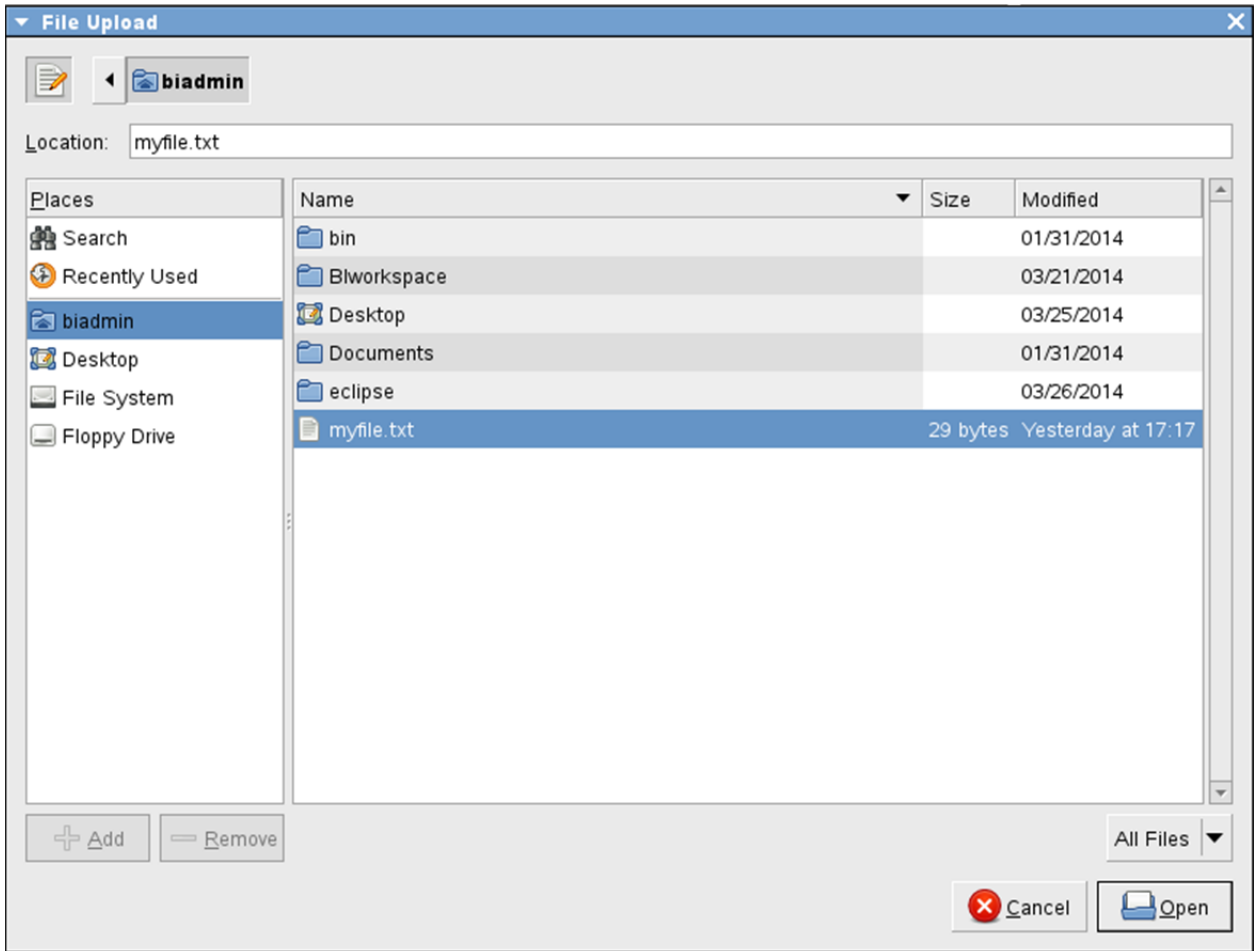 File Upload
biadmin
Location: myfile.txt
Places
Search
Recently Used
biadmin
Desktop
File System
Floppy Drive
Name Size Modified
bin 01/31/2014
BIworkspace 03/21/2014
Desktop 03/25/2014
Documents 01/31/2014
eclipse 03/26/2014
myfile.txt 29 bytes Yesterday at 17:17
Add Remove All Files
Cancel Open